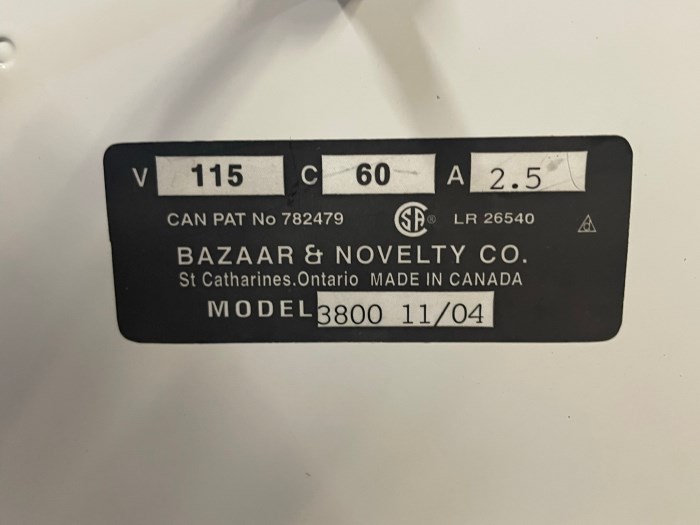 V 115 C 60 A 2.5
CAN PAT No 782479 SA ® LR 26540
BAZAAR & NOVELTY CO.
St Catharines.Ontario MADE IN CANADA
MODEL 3800 11/04